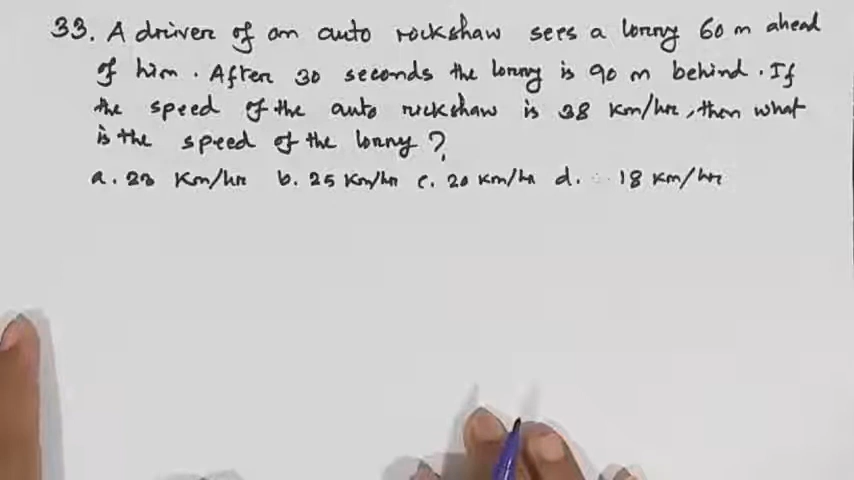 33. A driver of an auto rockshaw sees a lorry 60 m ahead
of him. After 30 seconds the lorry is 90 m behind. If
the speed of the auto rickshaw is 38 km/hr, then what
is the speed of the lorry?
a. 23 Km/hr b. 25 Km/hr c. 20 km/hr d. 18 km/hr